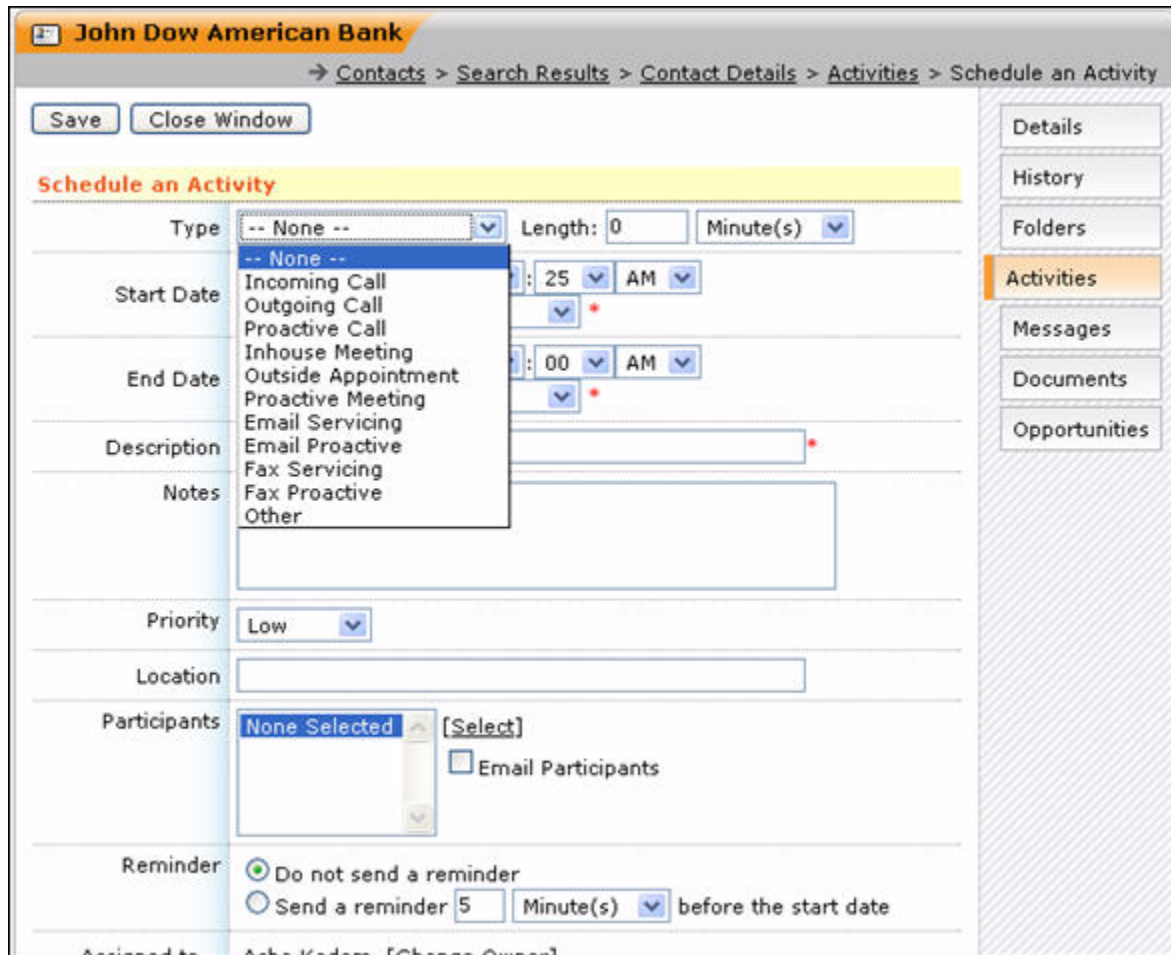 John Dow American Bank
→ Contacts > Search Results > Contact Details > Activities > Schedule an Activity
Save Close Window
Schedule an Activity
Type -- None -- Length: 0 Minute(s)
-- None --
Incoming Call
Outgoing Call
Proactive Call
Inhouse Meeting
Outside Appointment
Proactive Meeting
Email Servicing
Email Proactive
Fax Servicing
Fax Proactive
Other
Start Date : 25 AM
*
End Date : 00 AM
*
Description *
Notes
Priority Low
Location
Participants None Selected [Select]
Email Participants
Reminder Do not send a reminder
Send a reminder 5 Minute(s) before the start date
Details
History
Folders
Activities
Messages
Documents
Opportunities